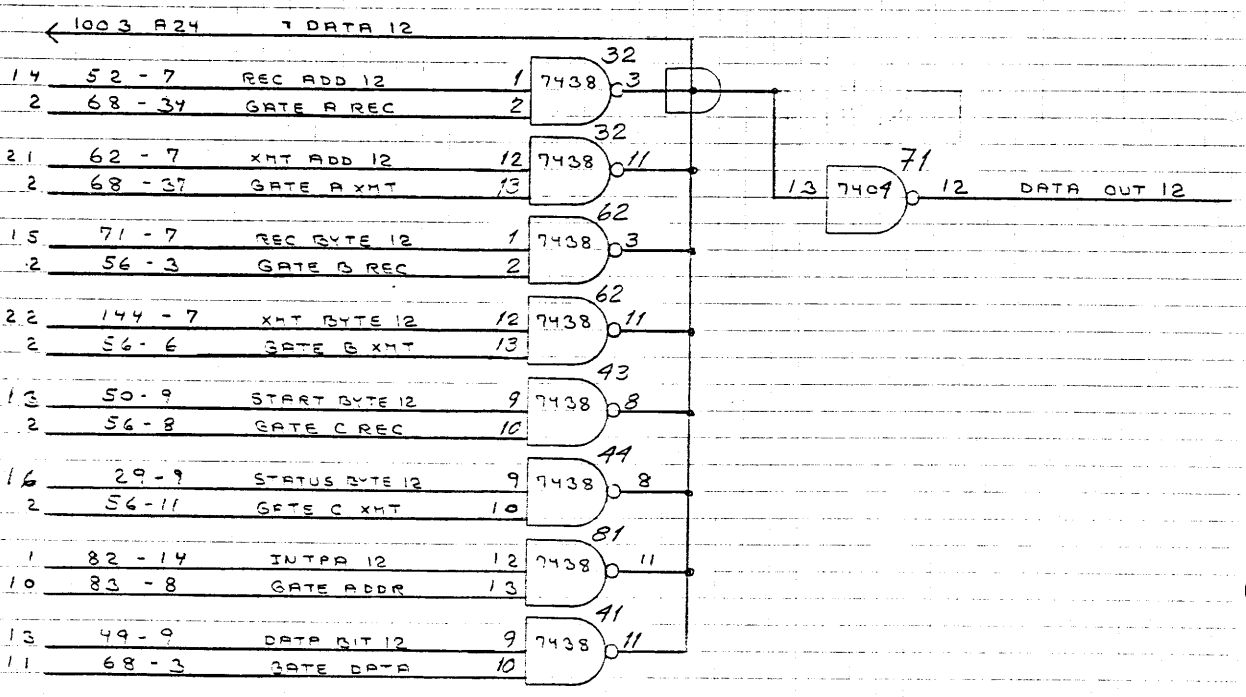 1003 A24 7 DATA 12
32
14 52 - 7 REC ADD 12 1 7438 3
2 68 - 34 GATE A REC 2
32
21 62 - 7 XMT ADD 12 12 7438 11
2 68 - 37 GATE A XMT 13
71
13 7404 12 DATA OUT 12
62
15 71 - 7 REC BYTE 12 1 7438 3
2 56 - 3 GATE B REC 2
62
22 144 - 7 XMT BYTE 12 12 7438 11
2 56 - 6 GATE B XMT 13
43
13 50 - 9 START BYTE 12 9 7438 8
2 56 - 8 GATE C REC 10
44
16 29 - 9 STATUS BYTE 12 9 7438 8
2 56 - 11 GATE C XMT 10
81
1 82 - 14 INTPA 12 12 7438 11
10 83 - 8 GATE ADDR 13
41
13 49 - 9 DATA BIT 12 9 7438 11
11 68 - 3 GATE DATA 10